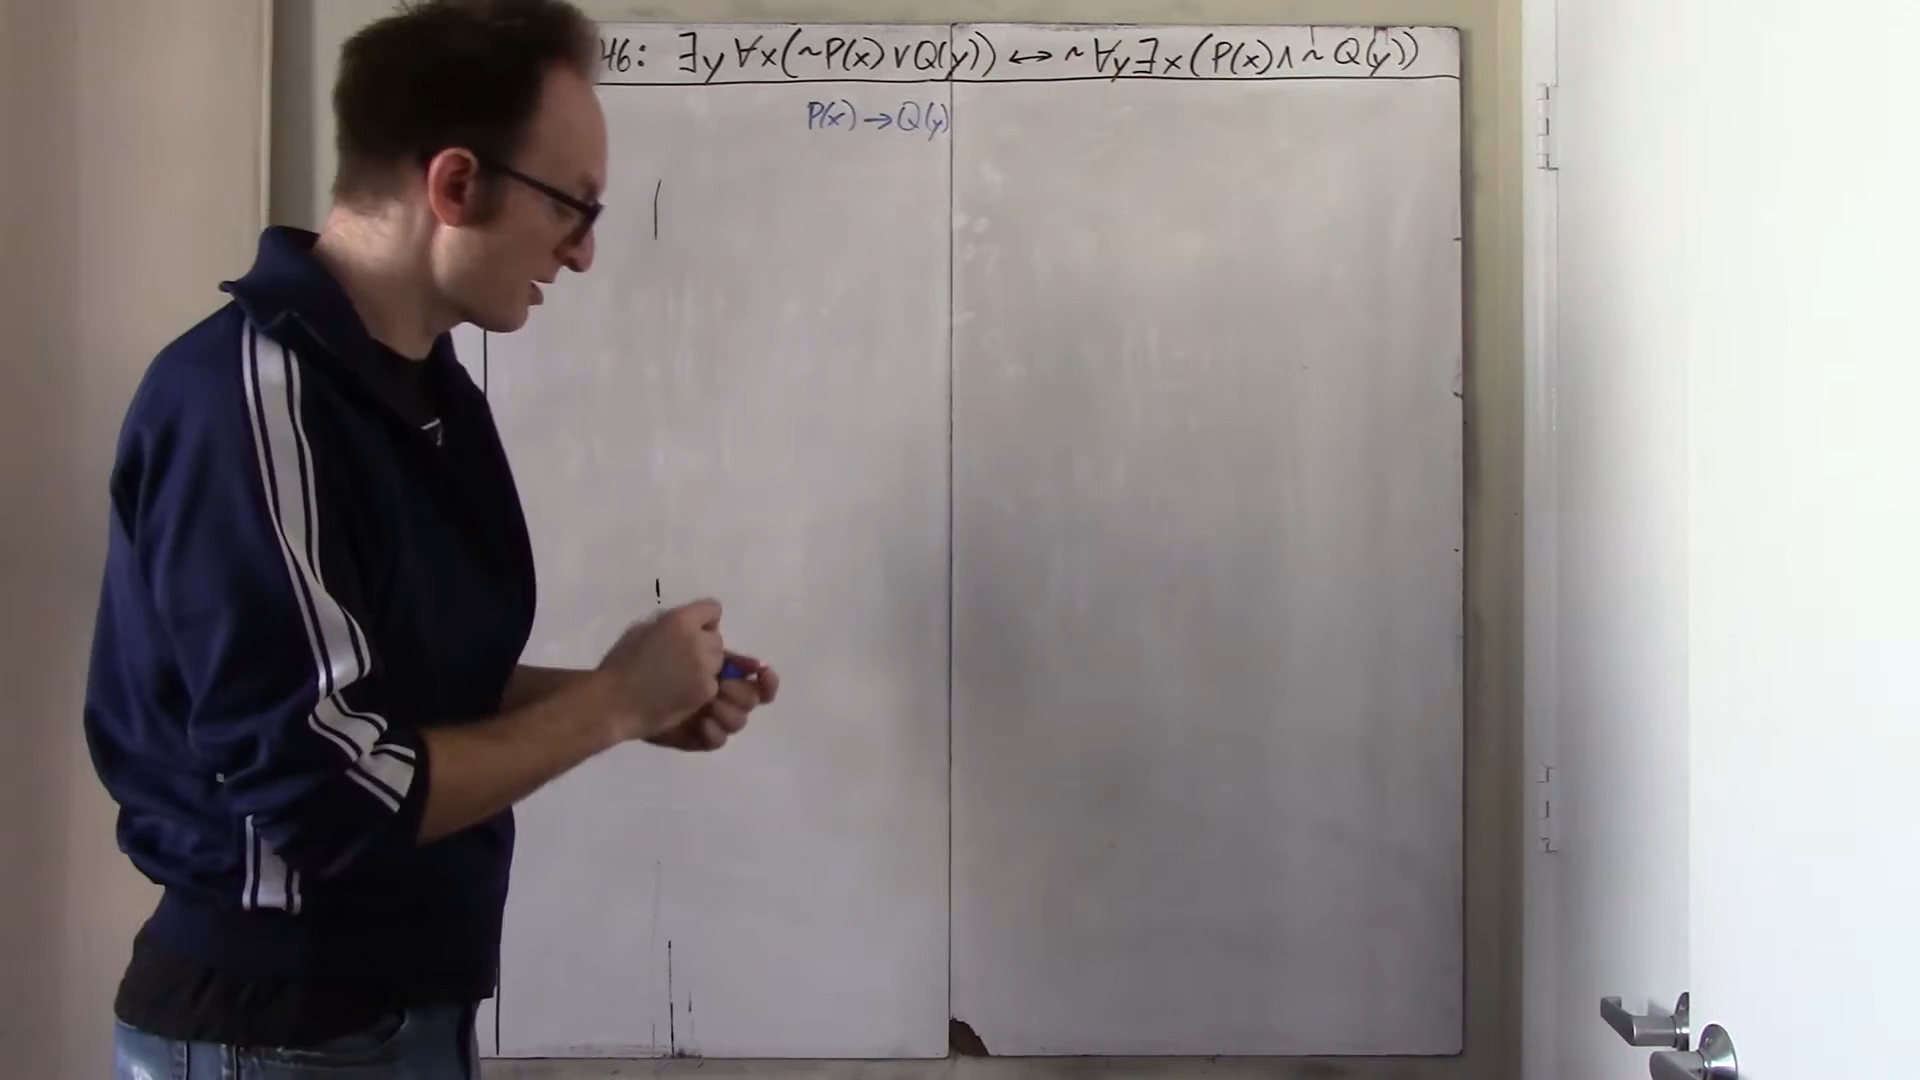 46: ∃y ∀x(~P(x) ∨ Q(y)) ↔ ~∀y∃x(P(x) ∧ ~Q(y))
P(x) → Q(y)